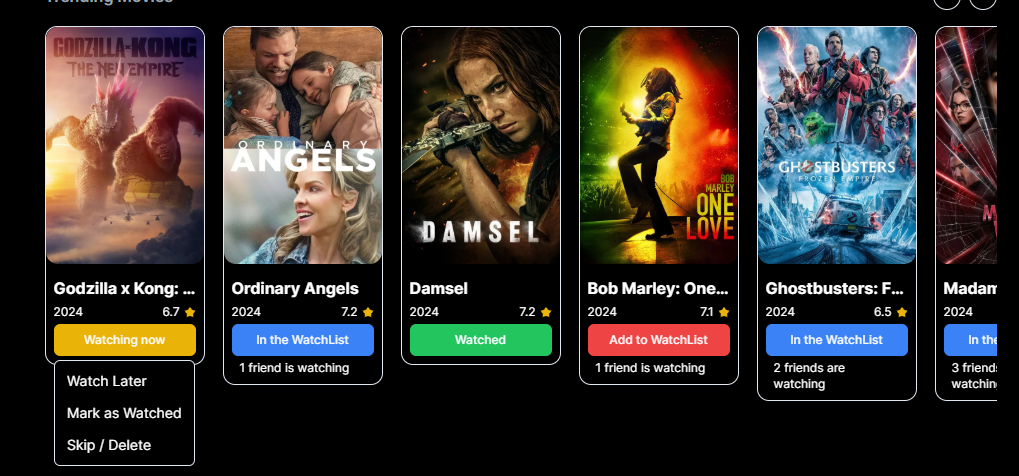 Trending Movies
GODZILLA x KONG
THE NEW EMPIRE
Godzilla x Kong: ...
2024 6.7
Watching now
Watch Later
Mark as Watched
Skip / Delete
ORDINARY
ANGELS
Ordinary Angels
2024 7.2
In the WatchList
1 friend is watching
DAMSEL
Damsel
2024 7.2
Watched
BOB
MARLEY
ONE
LOVE
Bob Marley: One...
2024 7.1
Add to WatchList
1 friend is watching
GHOSTBUSTERS
FROZEN EMPIRE
Ghostbusters: F...
2024 6.5
In the WatchList
2 friends are
watching
M
Madam
2024
In the
3 friends
watching